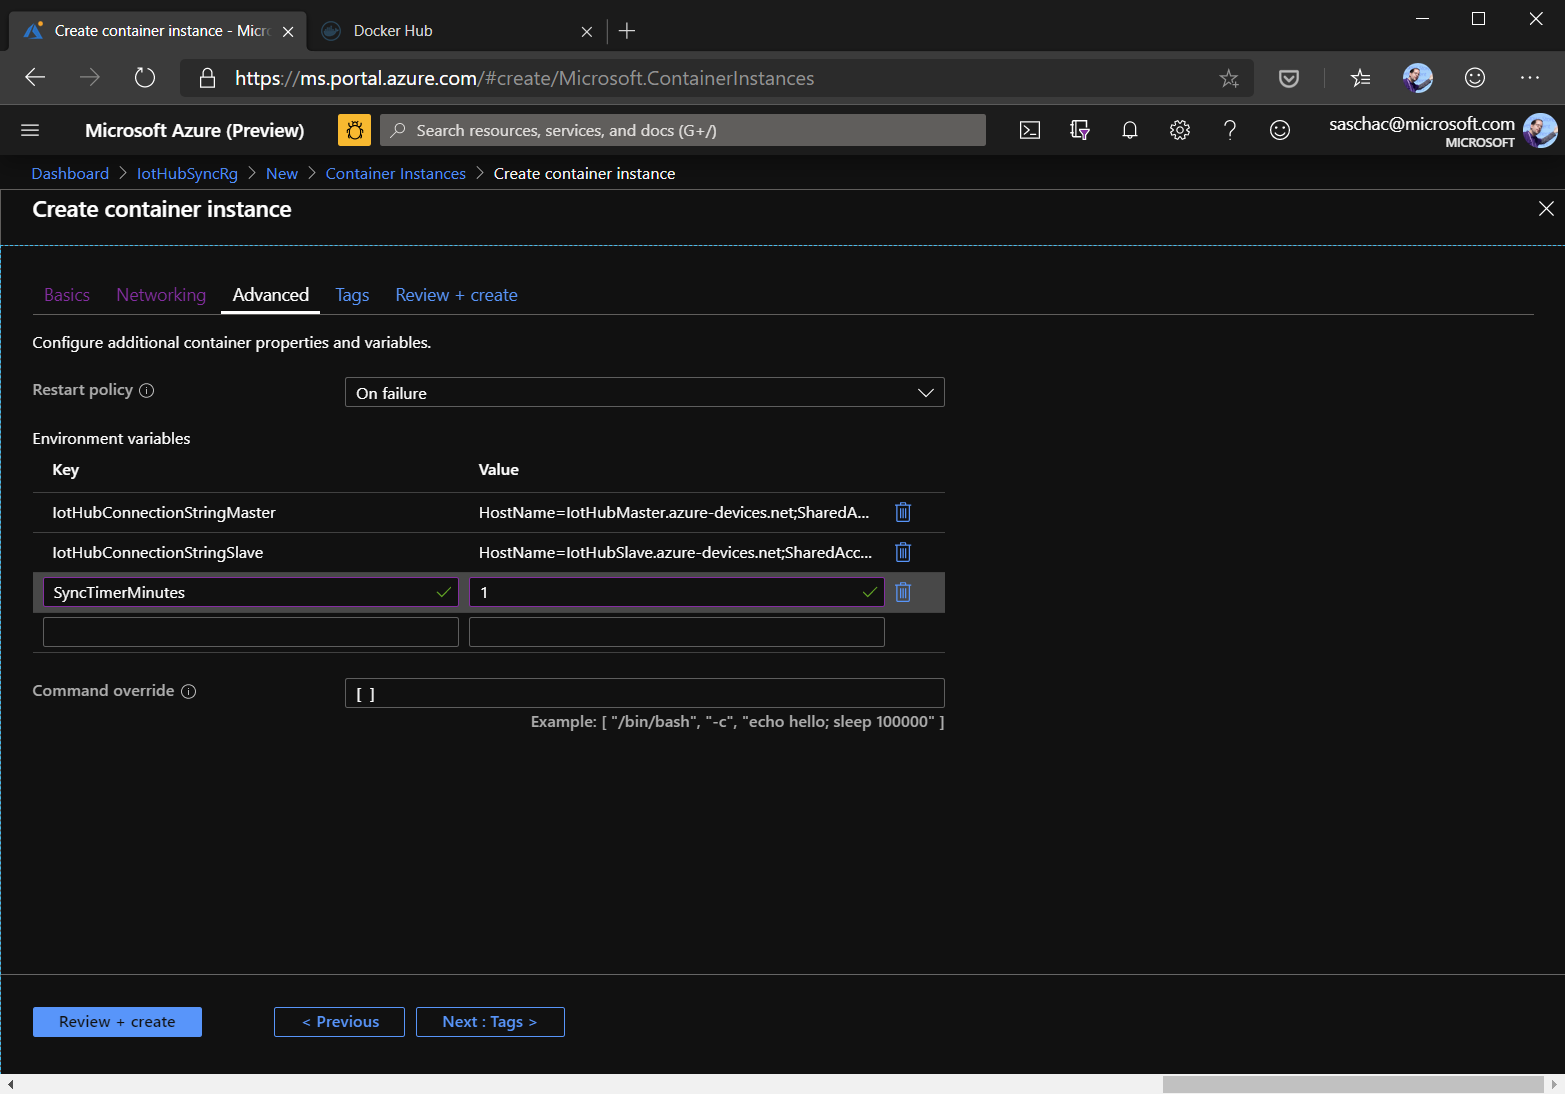 Create container instance - Micr
Docker Hub
https://ms.portal.azure.com/#create/Microsoft.ContainerInstances
Microsoft Azure (Preview)
Search resources, services, and docs (G+/)
saschac@microsoft.com
MICROSOFT
Dashboard > IotHubSyncRg > New > Container Instances > Create container instance
Create container instance
Basics Networking Advanced Tags Review + create
Configure additional container properties and variables.
Restart policy On failure
Environment variables
Key Value
IotHubConnectionStringMaster HostName=IotHubMaster.azure-devices.net;SharedA...
IotHubConnectionStringSlave HostName=IotHubSlave.azure-devices.net;SharedAcc...
SyncTimerMinutes 1
Command override [ ]
Example: [ "/bin/bash", "-c", "echo hello; sleep 100000" ]
Review + create < Previous Next : Tags >